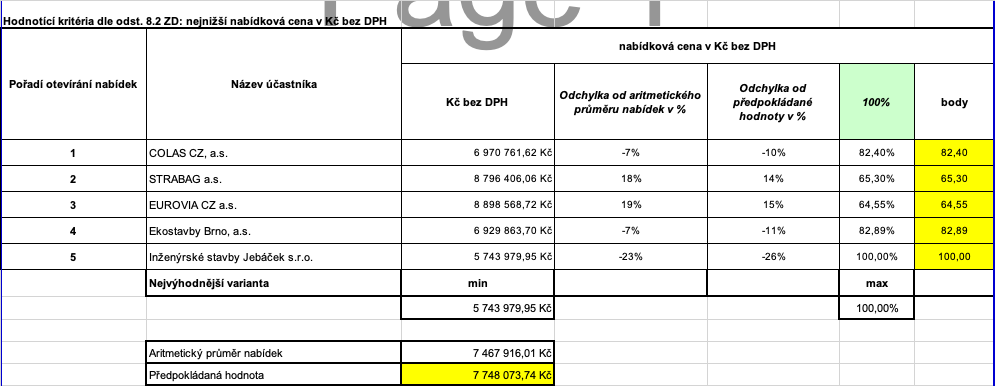 Page 1
Hodnotící kritéria dle odst. 8.2 ZD: nejnižší nabídková cena v Kč bez DPH
nabídková cena v Kč bez DPH
Pořadí otevírání nabídek Název účastníka Kč bez DPH Odchylka od aritmetického průměru nabídek v % Odchylka od předpokládané hodnoty v % 100% body
1 COLAS CZ, a.s. 6 970 761,62 Kč -7% -10% 82,40% 82,40
2 STRABAG a.s. 8 796 406,06 Kč 18% 14% 65,30% 65,30
3 EUROVIA CZ a.s. 8 898 568,72 Kč 19% 15% 64,55% 64,55
4 Ekostavby Brno, a.s. 6 929 863,70 Kč -7% -11% 82,89% 82,89
5 Inženýrské stavby Jebáček s.r.o. 5 743 979,95 Kč -23% -26% 100,00% 100,00
Nejvýhodnější varianta min max
5 743 979,95 Kč 100,00%
Aritmetický průměr nabídek 7 467 916,01 Kč
Předpokládaná hodnota 7 748 073,74 Kč